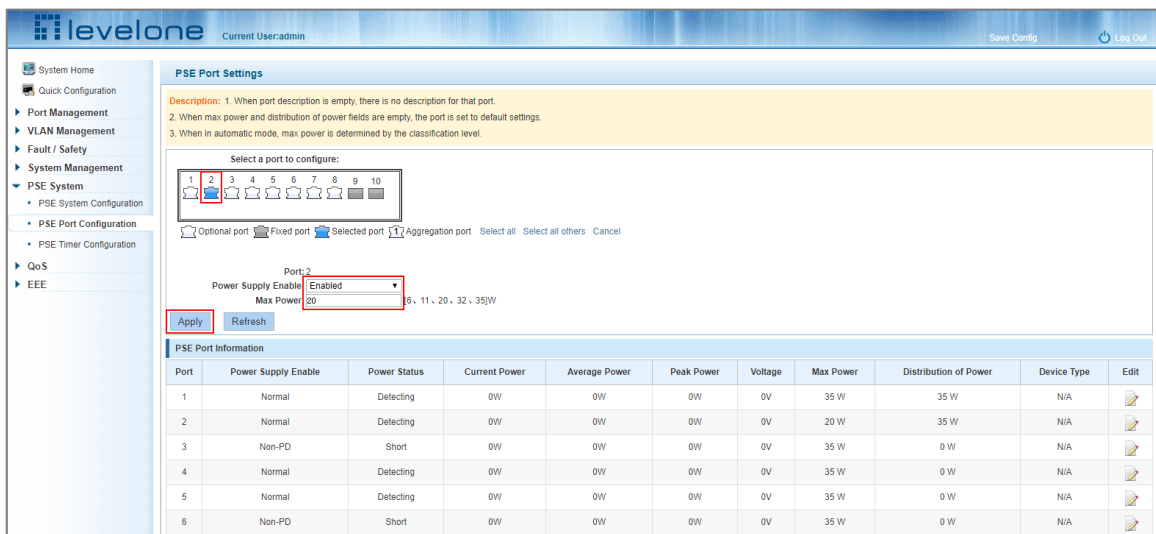 levelone
Current User:admin
Save Config
Log Out
System Home
Quick Configuration
Port Management
VLAN Management
Fault / Safety
System Management
PSE System
PSE System Configuration
PSE Port Configuration
PSE Timer Configuration
QoS
EEE
PSE Port Settings
Description: 1. When port description is empty, there is no description for that port.
2. When max power and distribution of power fields are empty, the port is set to default settings.
3. When in automatic mode, max power is determined by the classification level.
Select a port to configure:
1 2 3 4 5 6 7 8 9 10
Optional port Fixed port Selected port 1 Aggregation port Select all Select all others Cancel
Port: 2
Power Supply Enable Enabled
Max Power 20 [6、11、20、32、35]W
Apply Refresh
PSE Port Information
Port Power Supply Enable Power Status Current Power Average Power Peak Power Voltage Max Power Distribution of Power Device Type Edit
1 Normal Detecting 0W 0W 0W 0V 35 W 35 W N/A
2 Normal Detecting 0W 0W 0W 0V 20 W 35 W N/A
3 Non-PD Short 0W 0W 0W 0V 35 W 0 W N/A
4 Normal Detecting 0W 0W 0W 0V 35 W 0 W N/A
5 Normal Detecting 0W 0W 0W 0V 35 W 0 W N/A
6 Non-PD Short 0W 0W 0W 0V 35 W 0 W N/A